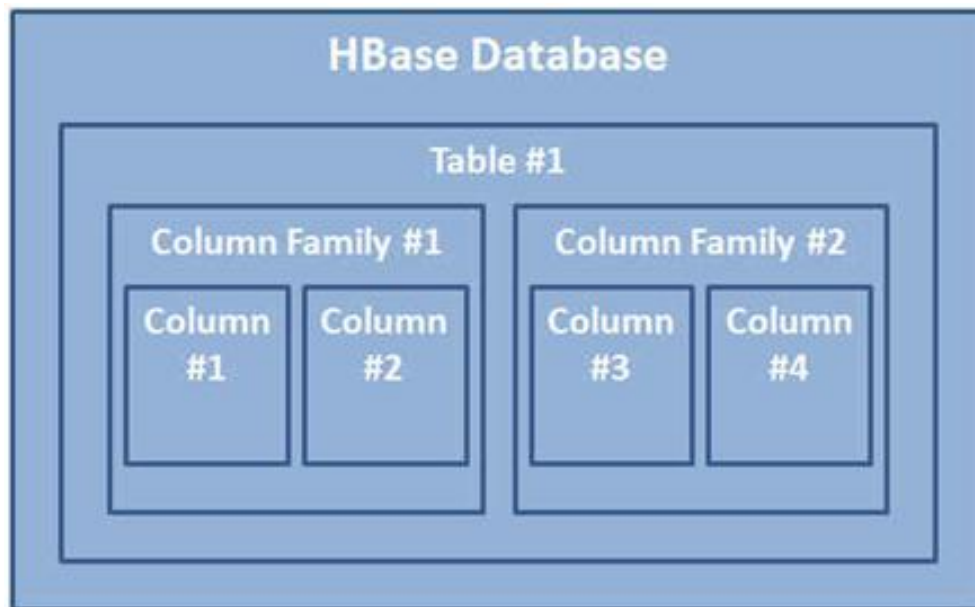 HBase Database
Table #1
Column Family #1
Column Family #2
Column
#1
Column
#2
Column
#3
Column
#4